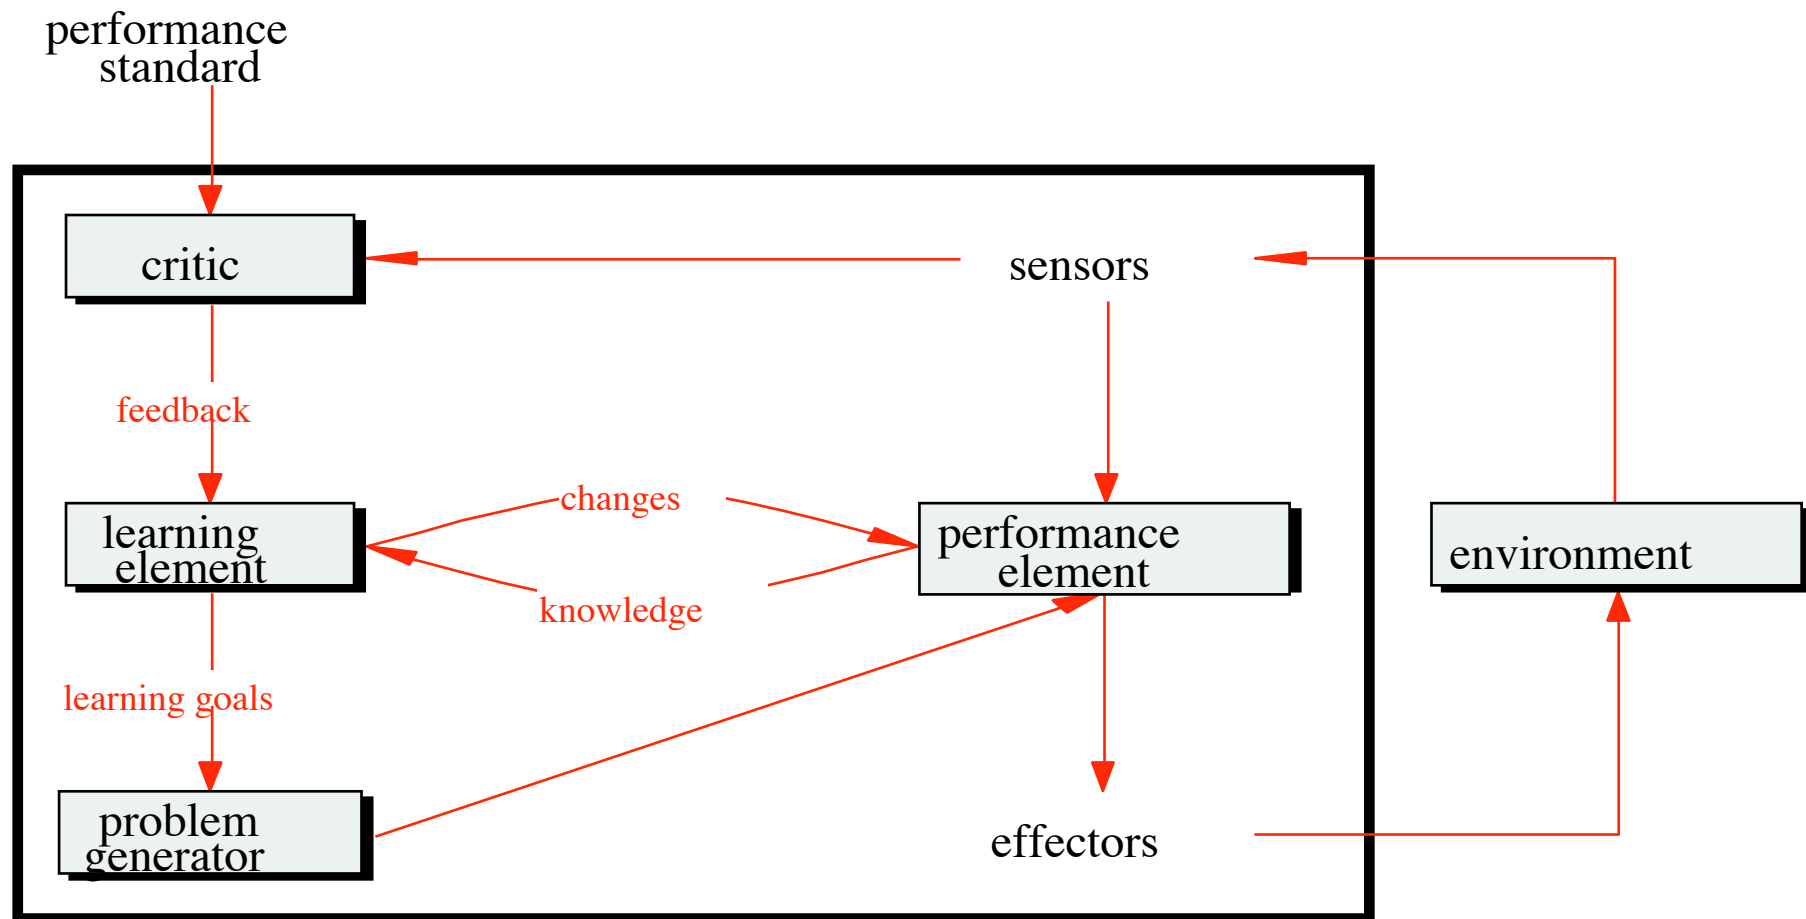 performance
standard
critic
sensors
feedback
changes
learning
element
performance
element
environment
knowledge
learning goals
problem
generator
effectors